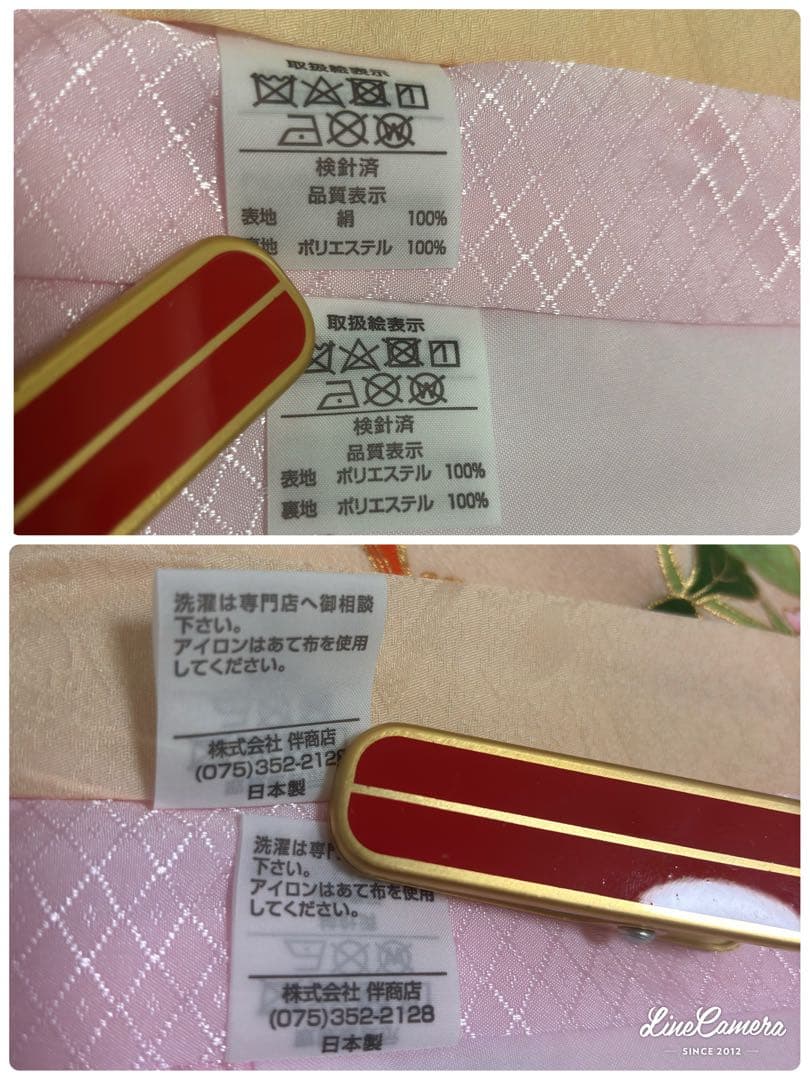 取扱絵表示
検針済
品質表示
表地 絹 100%
裏地 ポリエステル 100%
取扱絵表示
検針済
品質表示
表地 ポリエステル 100%
裏地 ポリエステル 100%
洗濯は専門店へ御相談
下さい。
アイロンはあて布を使用
してください。
株式会社 伴商店
(075)352-2128
日本製
洗濯は専門
下さい。
アイロンはあて布を使用
してください。
株式会社 伴商店
(075)352-2128
日本製
LineCamera
SINCE 2012